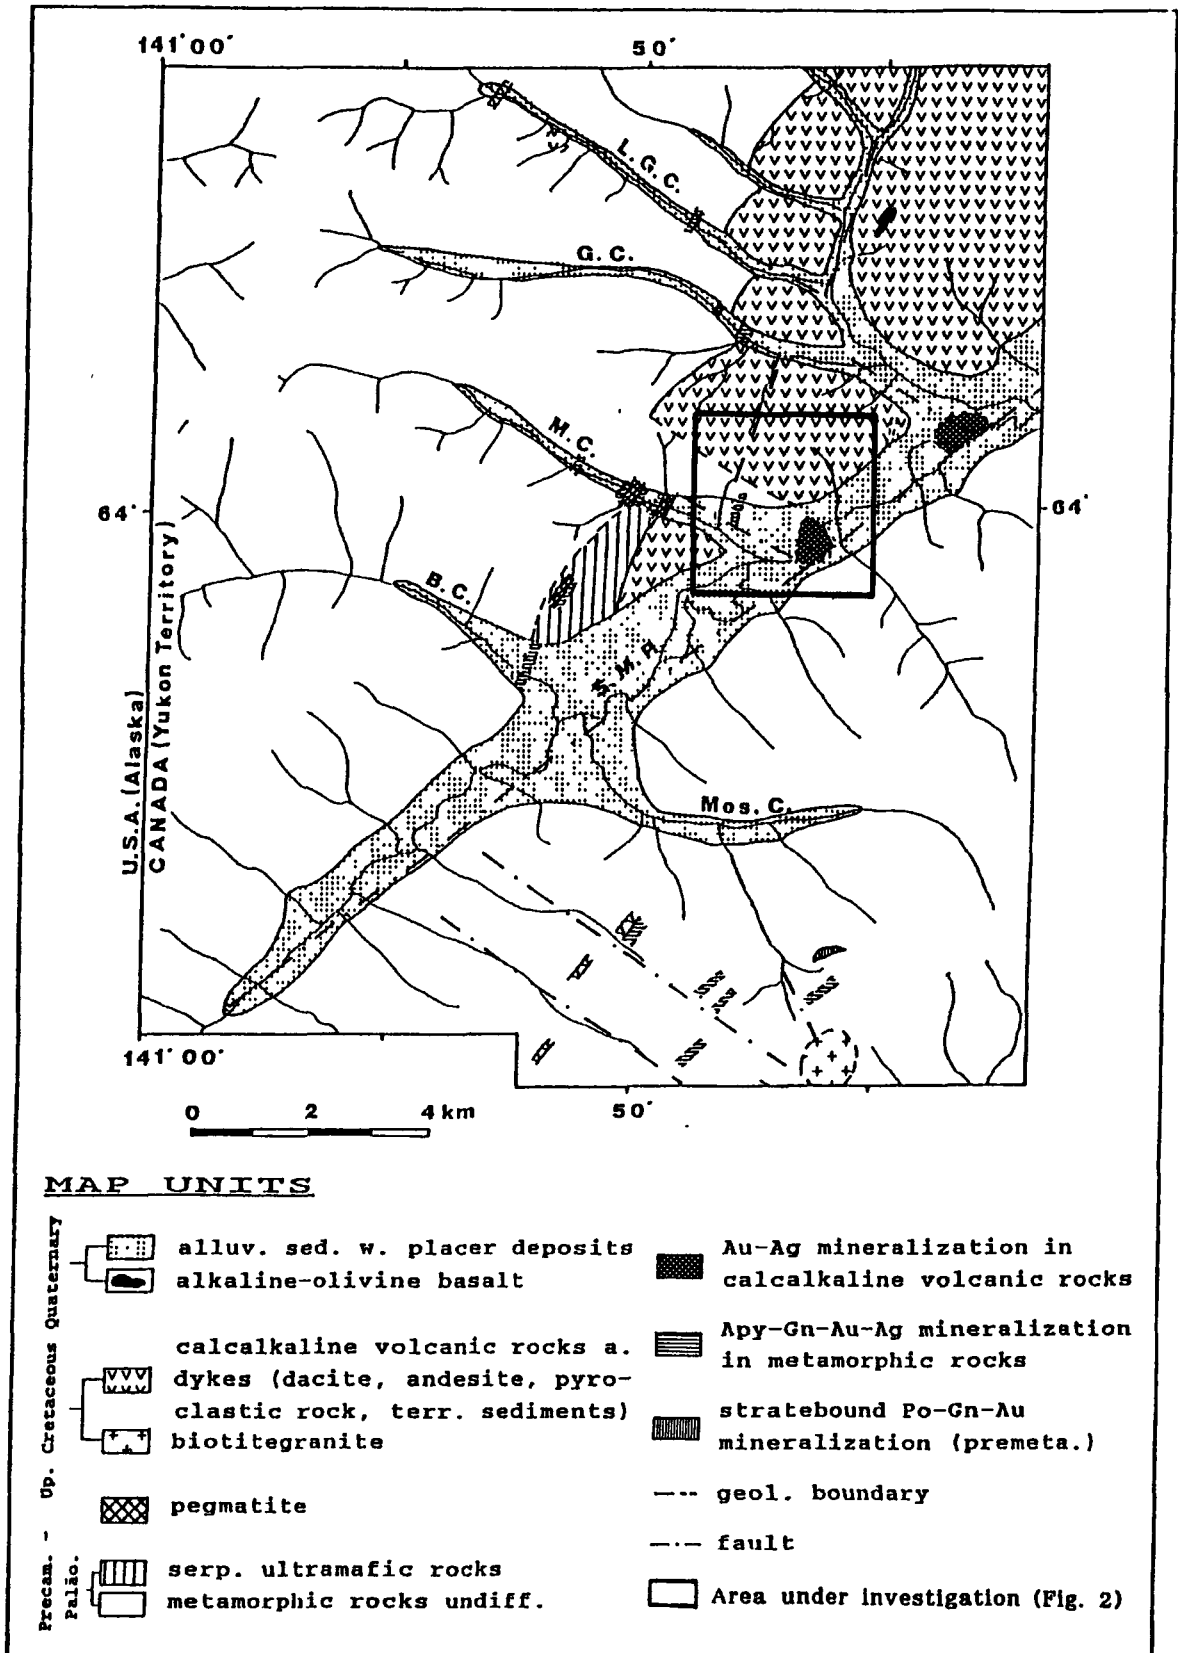 141°00'
50'
L.G.C.
G.C.
M.C.
64°
64°
B.C.
S.M.R.
U.S.A.(Alaska)
CANADA (Yukon Territory)
Mos.C.
141°00'
50'
0 2 4 km
MAP UNITS
Quaternary
alluv. sed. w. placer deposits
alkaline-olivine basalt
Up. Cretaceous
calcalkaline volcanic rocks a.
dykes (dacite, andesite, pyro-
clastic rock, terr. sediments)
biotitegranite
pegmatite
Precam. -
Paläo.
serp. ultramafic rocks
metamorphic rocks undiff.
Au-Ag mineralization in
calcalkaline volcanic rocks
Apy-Gn-Au-Ag mineralization
in metamorphic rocks
stratebound Po-Gn-Au
mineralization (premeta.)
geol. boundary
fault
Area under investigation (Fig. 2)